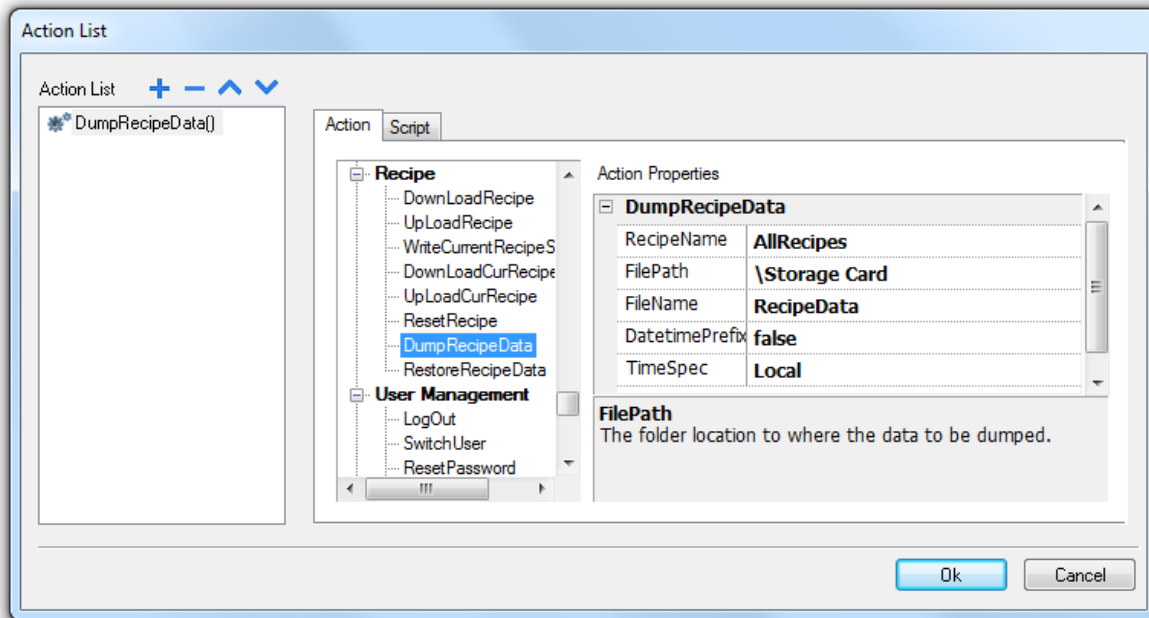 Action List
Action List
DumpRecipeData()
Action
Script
Recipe
DownLoadRecipe
UpLoadRecipe
WriteCurrentRecipeS
DownLoadCurRecipe
UpLoadCurRecipe
ResetRecipe
DumpRecipeData
RestoreRecipeData
User Management
LogOut
SwitchUser
ResetPassword
Action Properties
DumpRecipeData
RecipeName AllRecipes
FilePath \Storage Card
FileName RecipeData
DatetimePrefix false
TimeSpec Local
FilePath
The folder location to where the data to be dumped.
Ok
Cancel